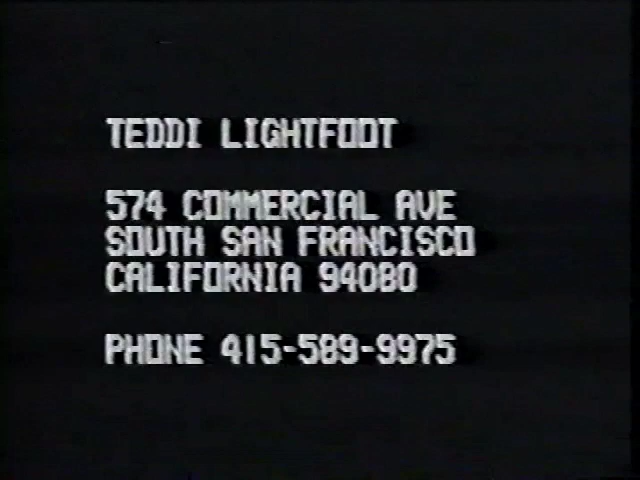 TEDDI LIGHTFOOT
574 COMMERCIAL AVE
SOUTH SAN FRANCISCO
CALIFORNIA 94080
PHONE 415-589-9975